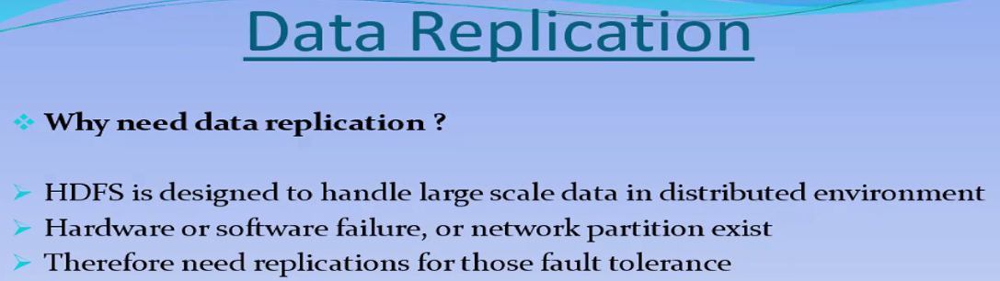 Data Replication
Why need data replication ?
HDFS is designed to handle large scale data in distributed environment
Hardware or software failure, or network partition exist
Therefore need replications for those fault tolerance